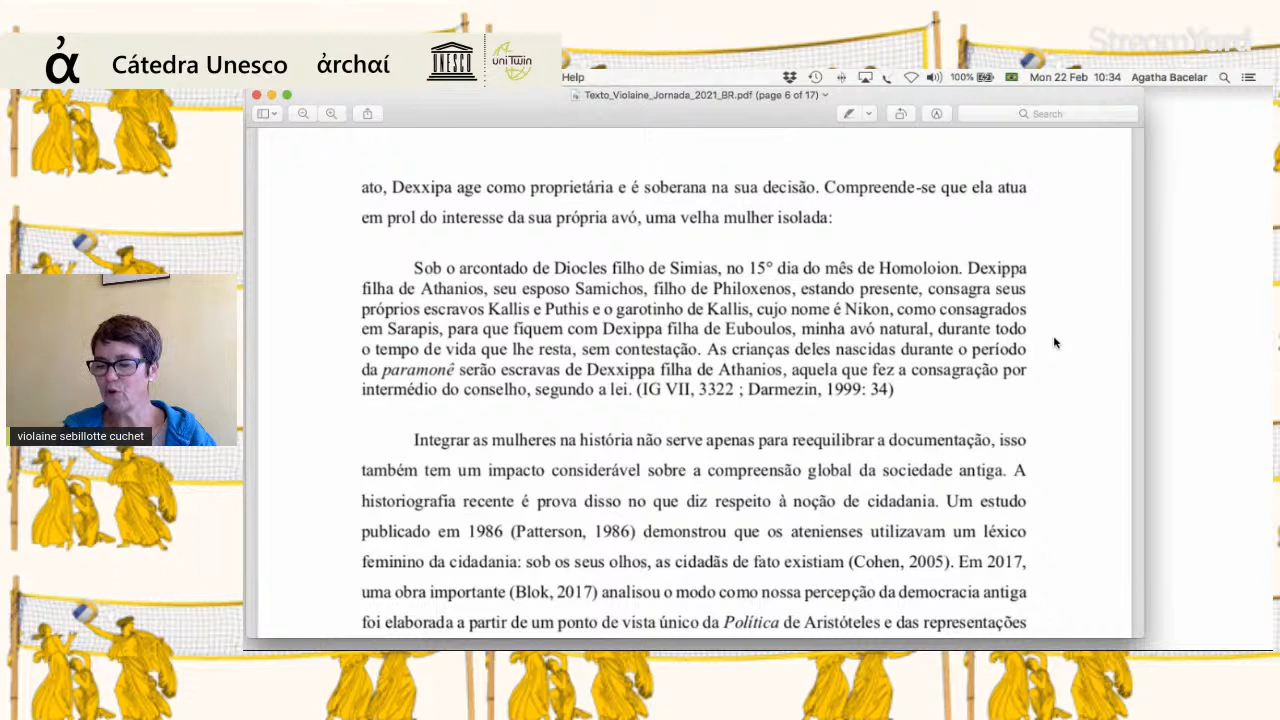 StreamYard
ἀ Cátedra Unesco ἀrchaí UNESCO uniTwin
Help 100% Mon 22 Feb 10:34 Agatha Bacelar
Texto_Violaine_Jornada_2021_BR.pdf (page 6 of 17)
Search
ato, Dexxipa age como proprietária e é soberana na sua decisão. Compreende-se que ela atua
em prol do interesse da sua própria avó, uma velha mulher isolada:
Sob o arcontado de Diocles filho de Simias, no 15° dia do mês de Homoloion. Dexippa
filha de Athanios, seu esposo Samichos, filho de Philoxenos, estando presente, consagra seus
próprios escravos Kallis e Puthis e o garotinho de Kallis, cujo nome é Nikon, como consagrados
em Sarapis, para que fiquem com Dexippa filha de Euboulos, minha avó natural, durante todo
o tempo de vida que lhe resta, sem contestação. As crianças deles nascidas durante o período
da paramonê serão escravas de Dexxippa filha de Athanios, aquela que fez a consagração por
intermédio do conselho, segundo a lei. (IG VII, 3322 ; Darmezin, 1999: 34)
Integrar as mulheres na história não serve apenas para reequilibrar a documentação, isso
também tem um impacto considerável sobre a compreensão global da sociedade antiga. A
historiografia recente é prova disso no que diz respeito à noção de cidadania. Um estudo
publicado em 1986 (Patterson, 1986) demonstrou que os atenienses utilizavam um léxico
feminino da cidadania: sob os seus olhos, as cidadãs de fato existiam (Cohen, 2005). Em 2017,
uma obra importante (Blok, 2017) analisou o modo como nossa percepção da democracia antiga
foi elaborada a partir de um ponto de vista único da Política de Aristóteles e das representações
violaine sebillotte cuchet